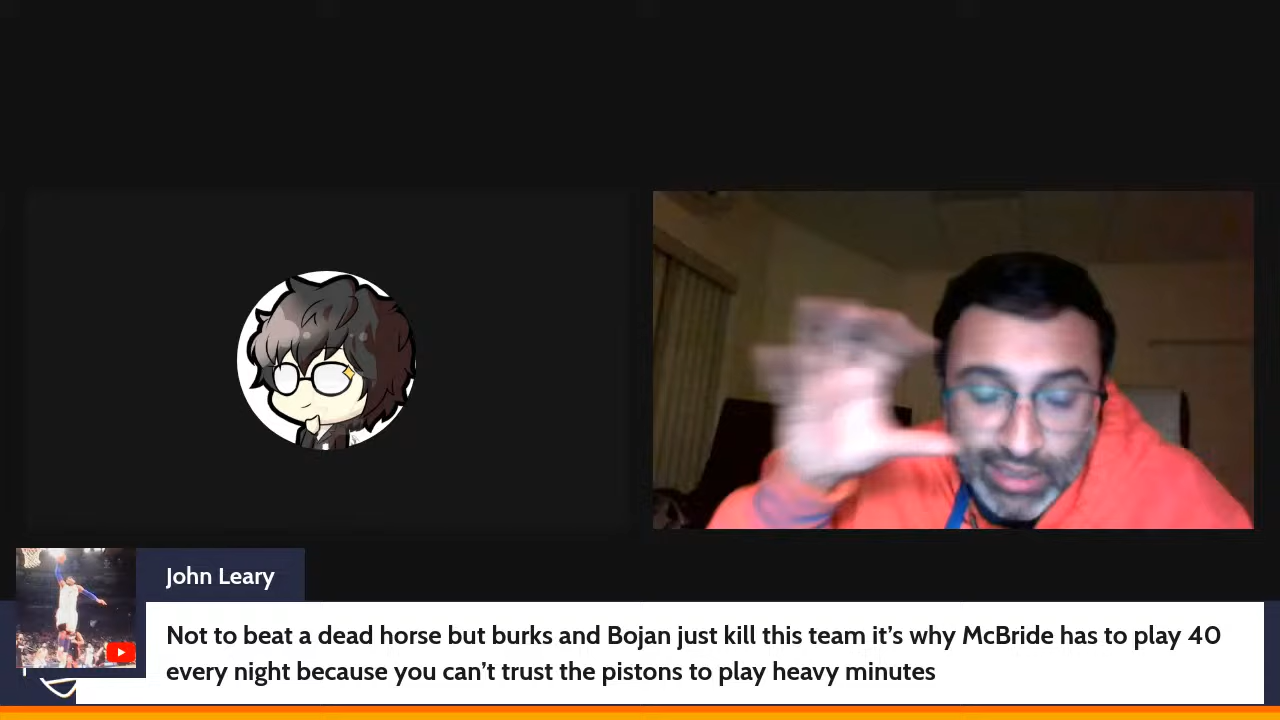 John Leary
Not to beat a dead horse but burks and Bojan just kill this team it’s why McBride has to play 40
every night because you can’t trust the pistons to play heavy minutes